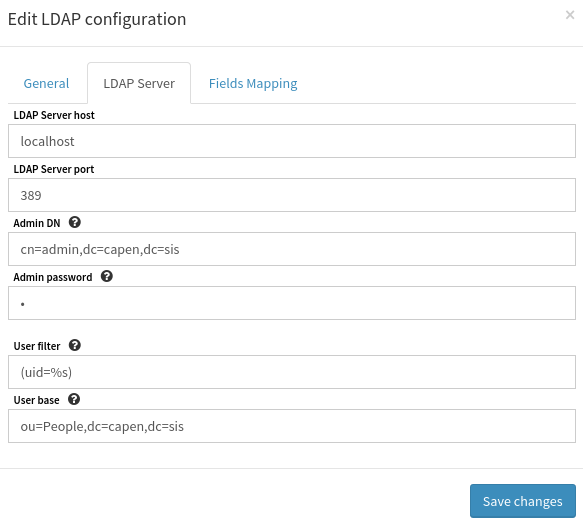 Edit LDAP configuration
×
General LDAP Server Fields Mapping
LDAP Server host
localhost
LDAP Server port
389
Admin DN ?
cn=admin,dc=capen,dc=sis
Admin password ?
•
User filter ?
(uid=%s)
User base ?
ou=People,dc=capen,dc=sis
Save changes